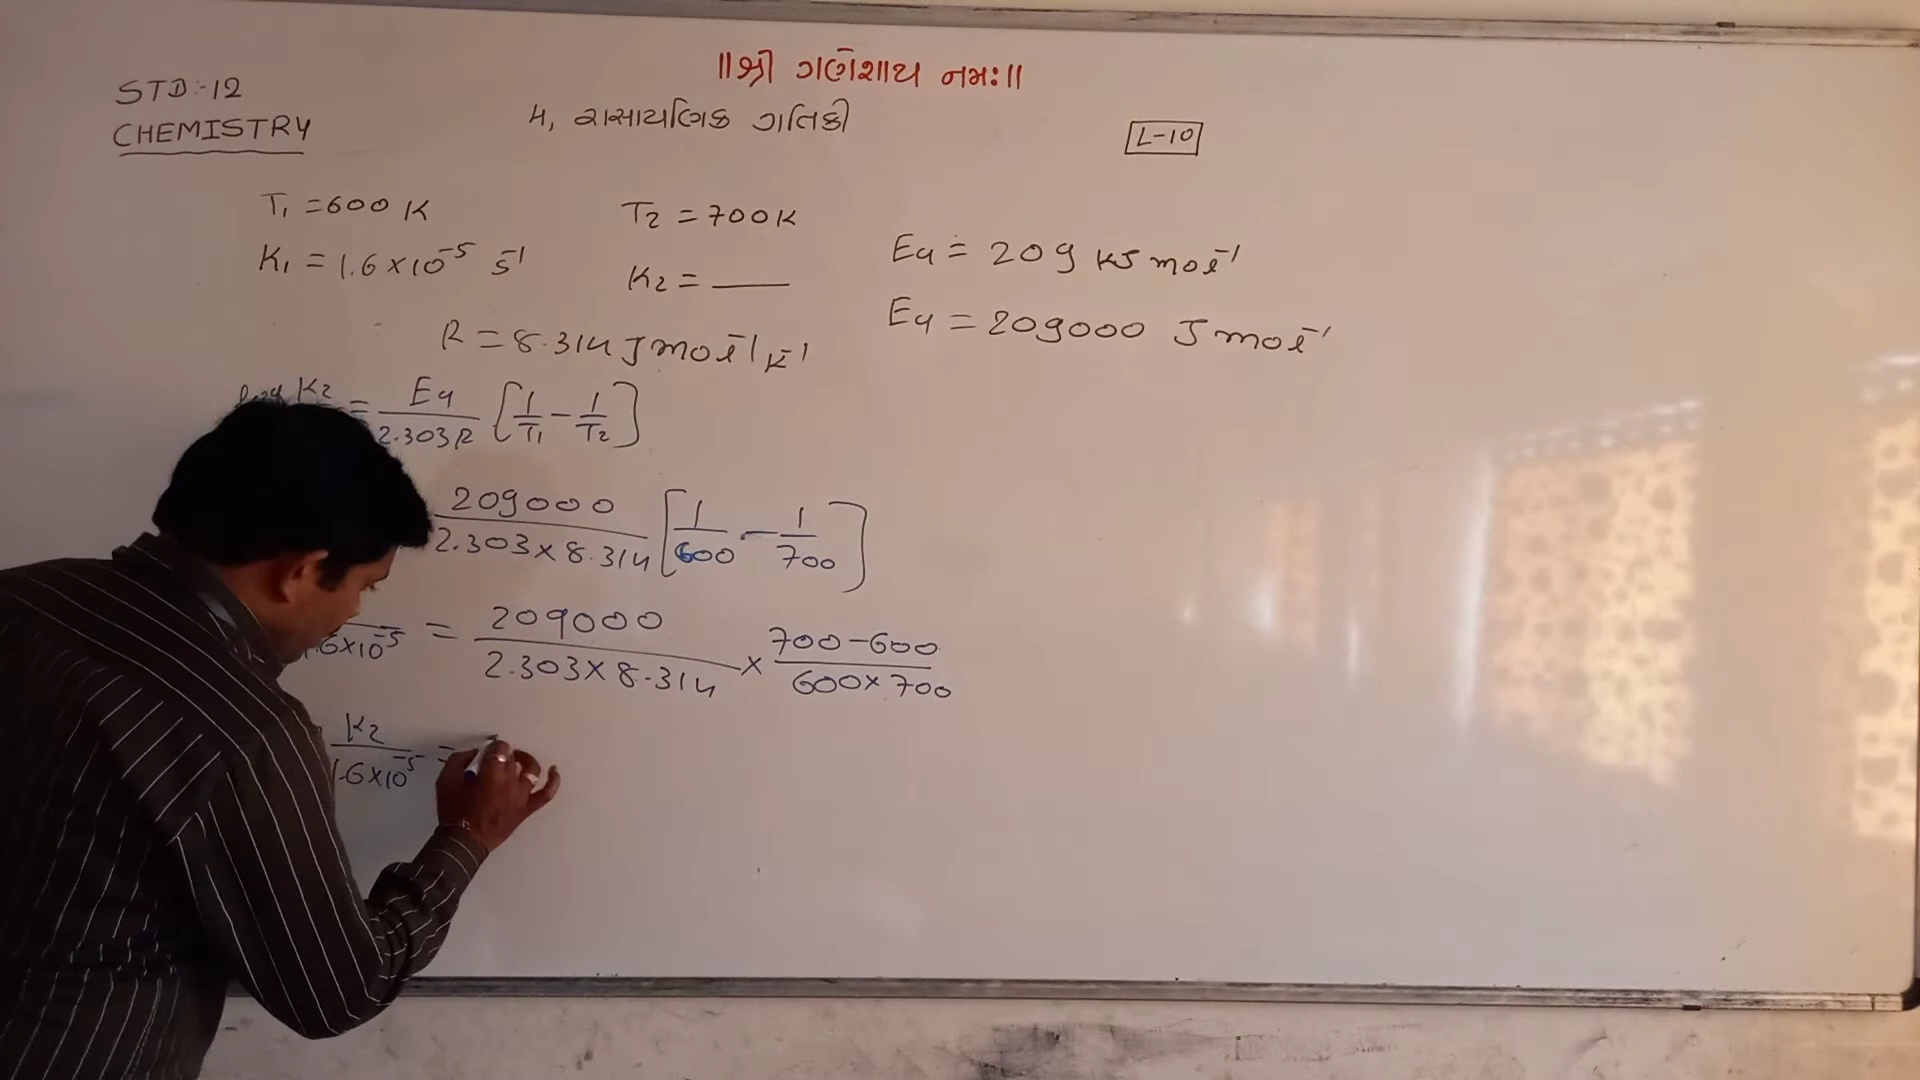 ॥શ્રી ગણેશાય નમઃ॥
STD:-12
CHEMISTRY
4, રાસાયણિક ગતિકી
L-10
T₁ = 600 K
T₂ = 700K
K₁ = 1.6 × 10⁻⁵ s⁻¹
K₂ = ___
Ea = 209 KJ mol⁻¹
Ea = 209000 J mol⁻¹
R = 8.314 J mol⁻¹ K⁻¹
log K₂ = Ea / 2.303R [1/T₁ − 1/T₂]
209000 / 2.303 × 8.314 [1/600 − 1/700]
1.6×10⁻⁵ = 209000 / 2.303 × 8.314 × 700−600 / 600×700
K₂ / 1.6×10⁻⁵ =